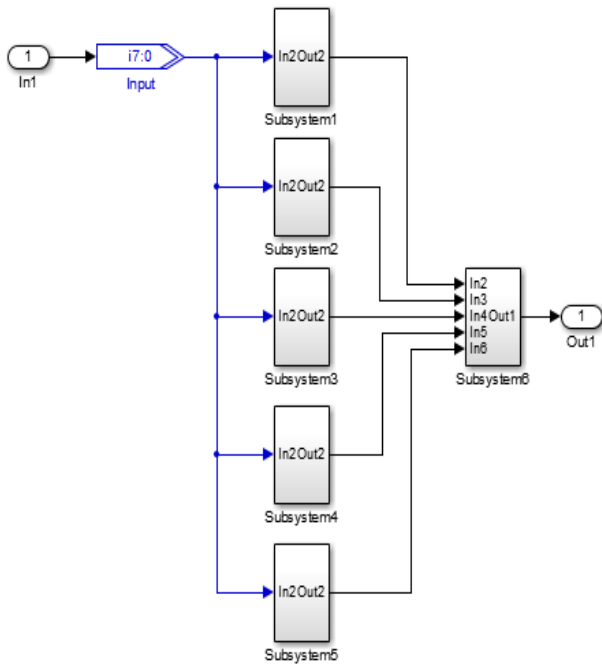 1
In1
i7:0
Input
In2 Out2
Subsystem1
In2 Out2
Subsystem2
In2 Out2
Subsystem3
In2 Out2
Subsystem4
In2 Out2
Subsystem5
In2
In3
In4 Out1
In5
In6
Subsystem6
1
Out1